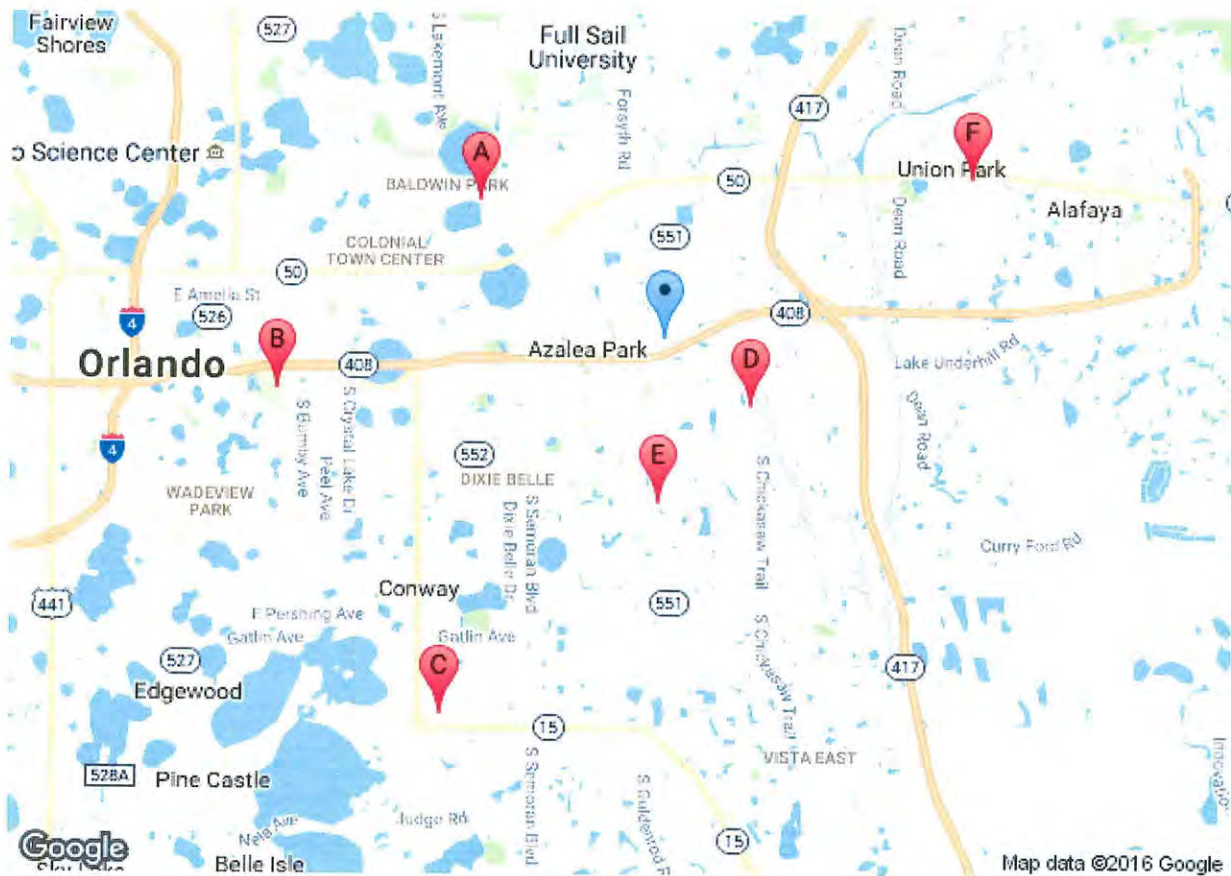 Fairview
Shores
527
S Lakemont Ave
Full Sail
University
Forsyth Rd
417
Dean Road
o Science Center
A
BALDWIN PARK
50
F
Union Park
Alafaya
Dean Road
551
COLONIAL
TOWN CENTER
50
E Amelia St
526
4
408
B
Orlando
408
Azalea Park
D
Lake Underhill Rd
Dean Road
S Bumby Ave
Peel Ave
S Crystal Lake Dr
4
552
DIXIE BELLE
E
WADEVIEW
PARK
Dixie Belle Dr
S Semoran Blvd
S Chickasaw Trail
Curry Ford Rd
441
Conway
551
E Pershing Ave
Gatlin Ave
Gatlin Ave
S Chickasaw Trail
527
Edgewood
C
417
15
528A
Pine Castle
VISTA EAST
S Semoran Blvd
S Goldenrod R
Nela Ave
Judge Rd
15
Google
Sky Lake
Belle Isle
Map data ©2016 Google